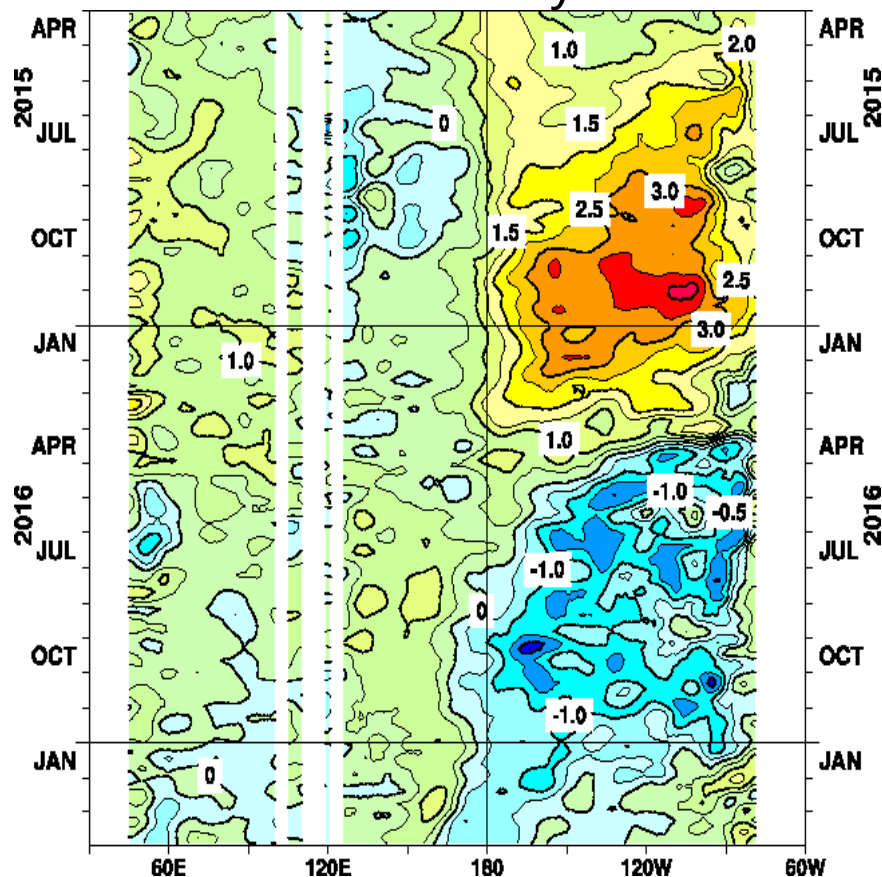 y
APR APR
2.0
1.0
2015 2015
JUL 0 1.5 JUL
3.0
2.5
1.5
OCT OCT
2.5
3.0
JAN JAN
1.0
1.0
APR APR
-1.0
-0.5
2016 2016
JUL JUL
-1.0
0
OCT OCT
-1.0
JAN JAN
0
60E 120E 180 120W 60W